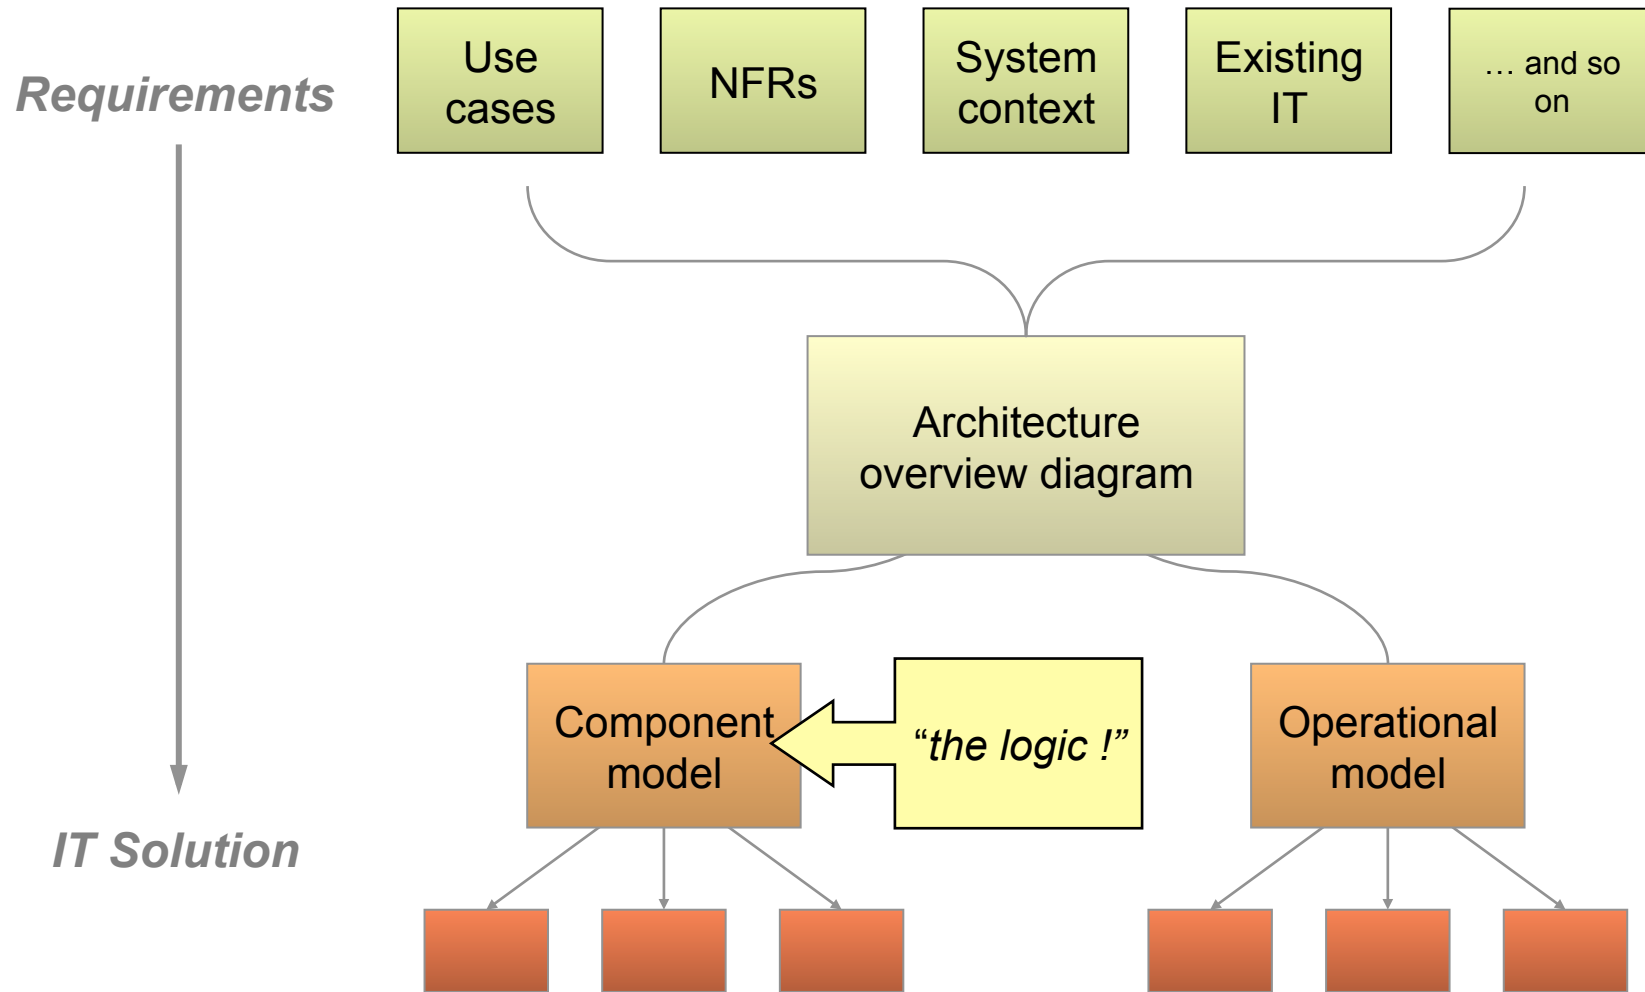 Requirements
Use
cases
NFRs
System
context
Existing
IT
… and so
on
Architecture
overview diagram
Component
model
“the logic !”
Operational
model
IT Solution